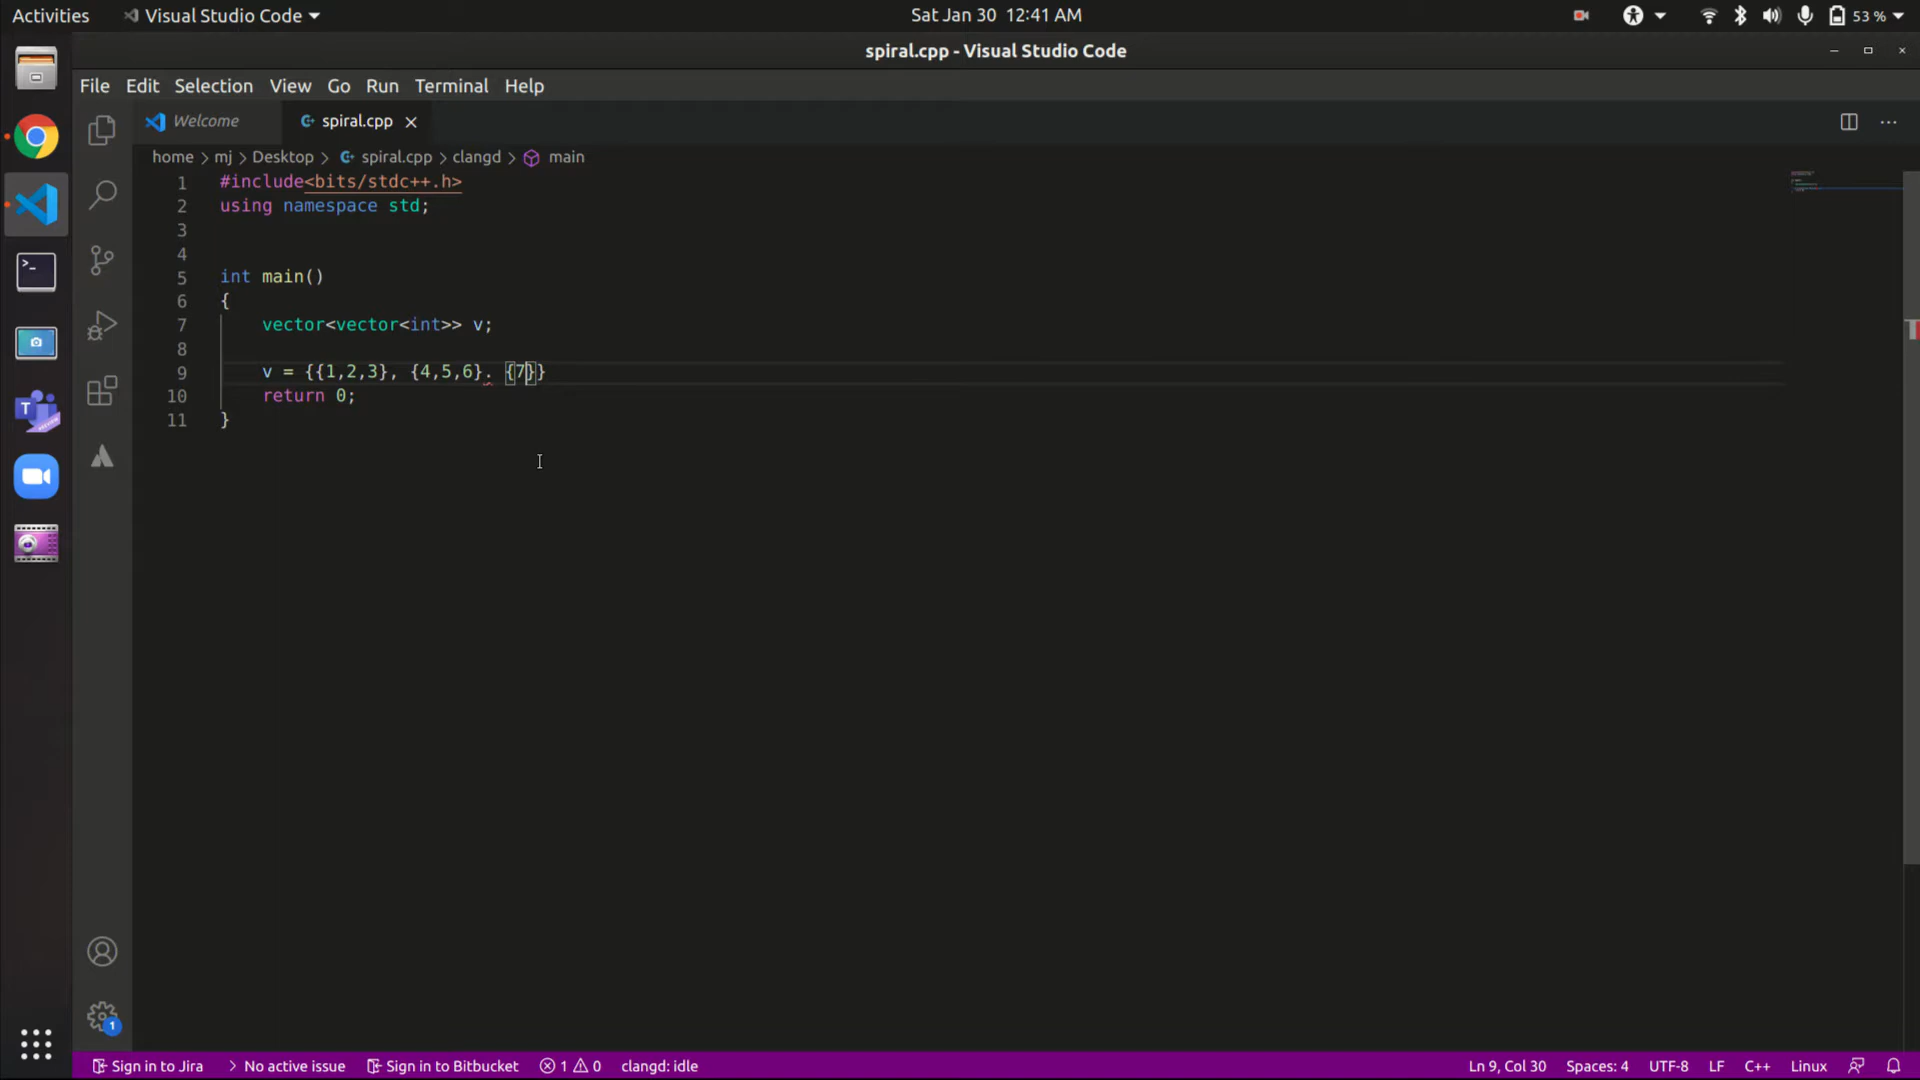 Activities Visual Studio Code Sat Jan 30 12:41 AM 53 %
spiral.cpp - Visual Studio Code
File Edit Selection View Go Run Terminal Help
Welcome spiral.cpp
home > mj > Desktop > spiral.cpp > clangd > main
1 #include<bits/stdc++.h>
2 using namespace std;
3
4
5 int main()
6 {
7 vector<vector<int>> v;
8
9 v = {{1,2,3}, {4,5,6}. {7}}
10 return 0;
11 }
1
Sign in to Jira > No active issue Sign in to Bitbucket 1 0 clangd: idle Ln 9, Col 30 Spaces: 4 UTF-8 LF C++ Linux